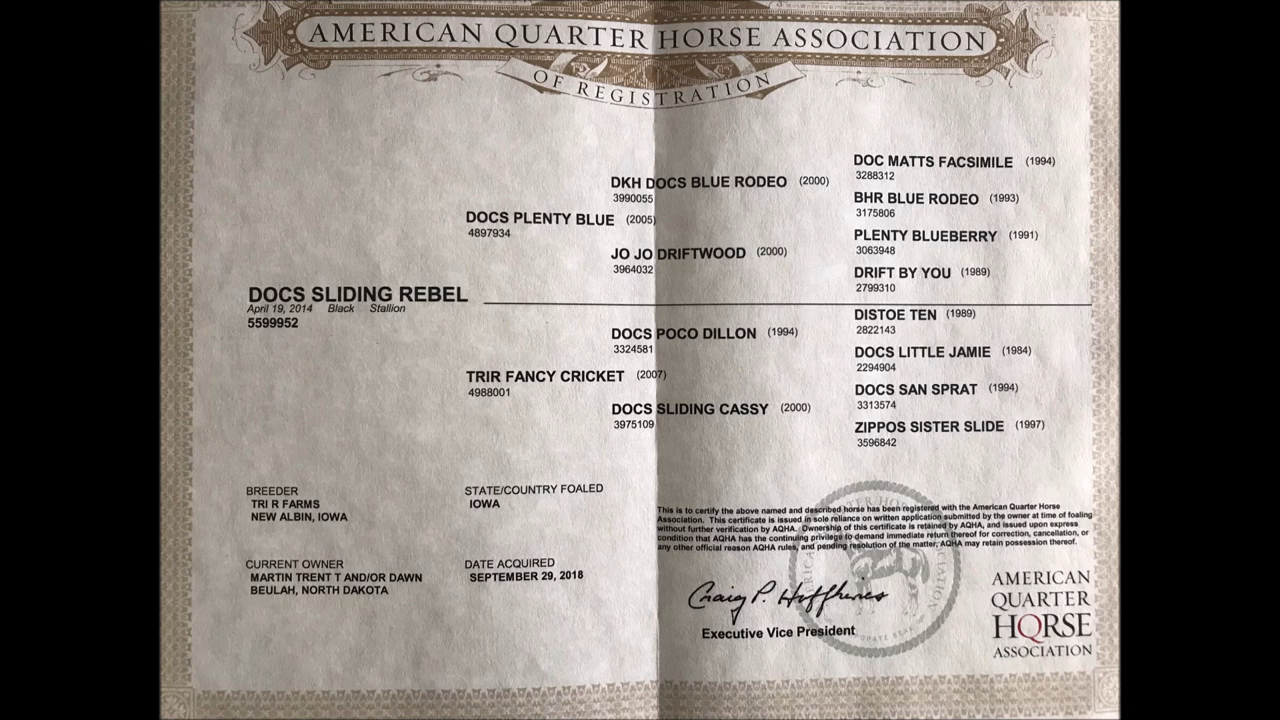 AMERICAN QUARTER HORSE ASSOCIATION
OF REGISTRATION
DOC MATTS FACSIMILE (1994)
3288312
DKH DOCS BLUE RODEO (2000)
3990055
BHR BLUE RODEO (1993)
3175806
DOCS PLENTY BLUE (2005)
4897934
PLENTY BLUEBERRY (1991)
3063948
JO JO DRIFTWOOD (2000)
3964032
DRIFT BY YOU (1989)
2799310
DOCS SLIDING REBEL
April 19, 2014 Black Stallion
5599952
DISTOE TEN (1989)
2822143
DOCS POCO DILLON (1994)
3324581
DOCS LITTLE JAMIE (1984)
2294904
TRIR FANCY CRICKET (2007)
4988001
DOCS SAN SPRAT (1994)
3313574
DOCS SLIDING CASSY (2000)
3975109
ZIPPOS SISTER SLIDE (1997)
3596842
BREEDER
TRI R FARMS
NEW ALBIN, IOWA
STATE/COUNTRY FOALED
IOWA
CURRENT OWNER
MARTIN TRENT T AND/OR DAWN
BEULAH, NORTH DAKOTA
DATE ACQUIRED
SEPTEMBER 29, 2018
This is to certify the above named and described horse has been registered with the American Quarter Horse
Association. This certificate is issued in sole reliance on written application submitted by the owner at time of foaling
without further verification by AQHA. Ownership of this certificate is retained by AQHA, and issued upon express
condition that AQHA has the continuing privilege to demand immediate return thereof for correction, cancellation, or
any other official reason AQHA rules, and pending resolution of the matter, AQHA may retain possession thereof.
Craig P. Huffhines
Executive Vice President
AMERICAN
QUARTER
HORSE
ASSOCIATION